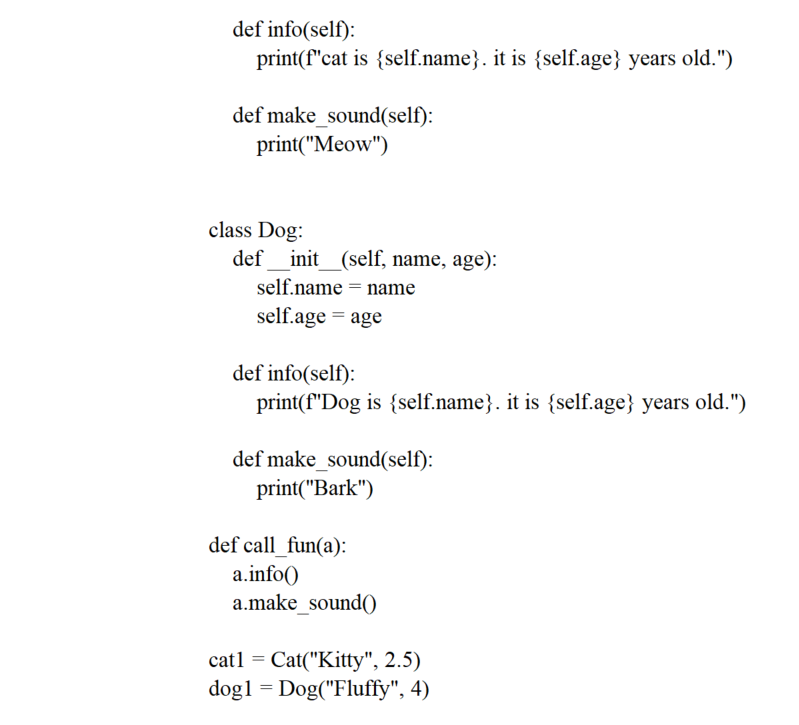 def info(self):
print(f"cat is {self.name}. it is {self.age} years old.")
def make_sound(self):
print("Meow")
class Dog:
def __init__(self, name, age):
self.name = name
self.age = age
def info(self):
print(f"Dog is {self.name}. it is {self.age} years old.")
def make_sound(self):
print("Bark")
def call_fun(a):
a.info()
a.make_sound()
cat1 = Cat("Kitty", 2.5)
dog1 = Dog("Fluffy", 4)